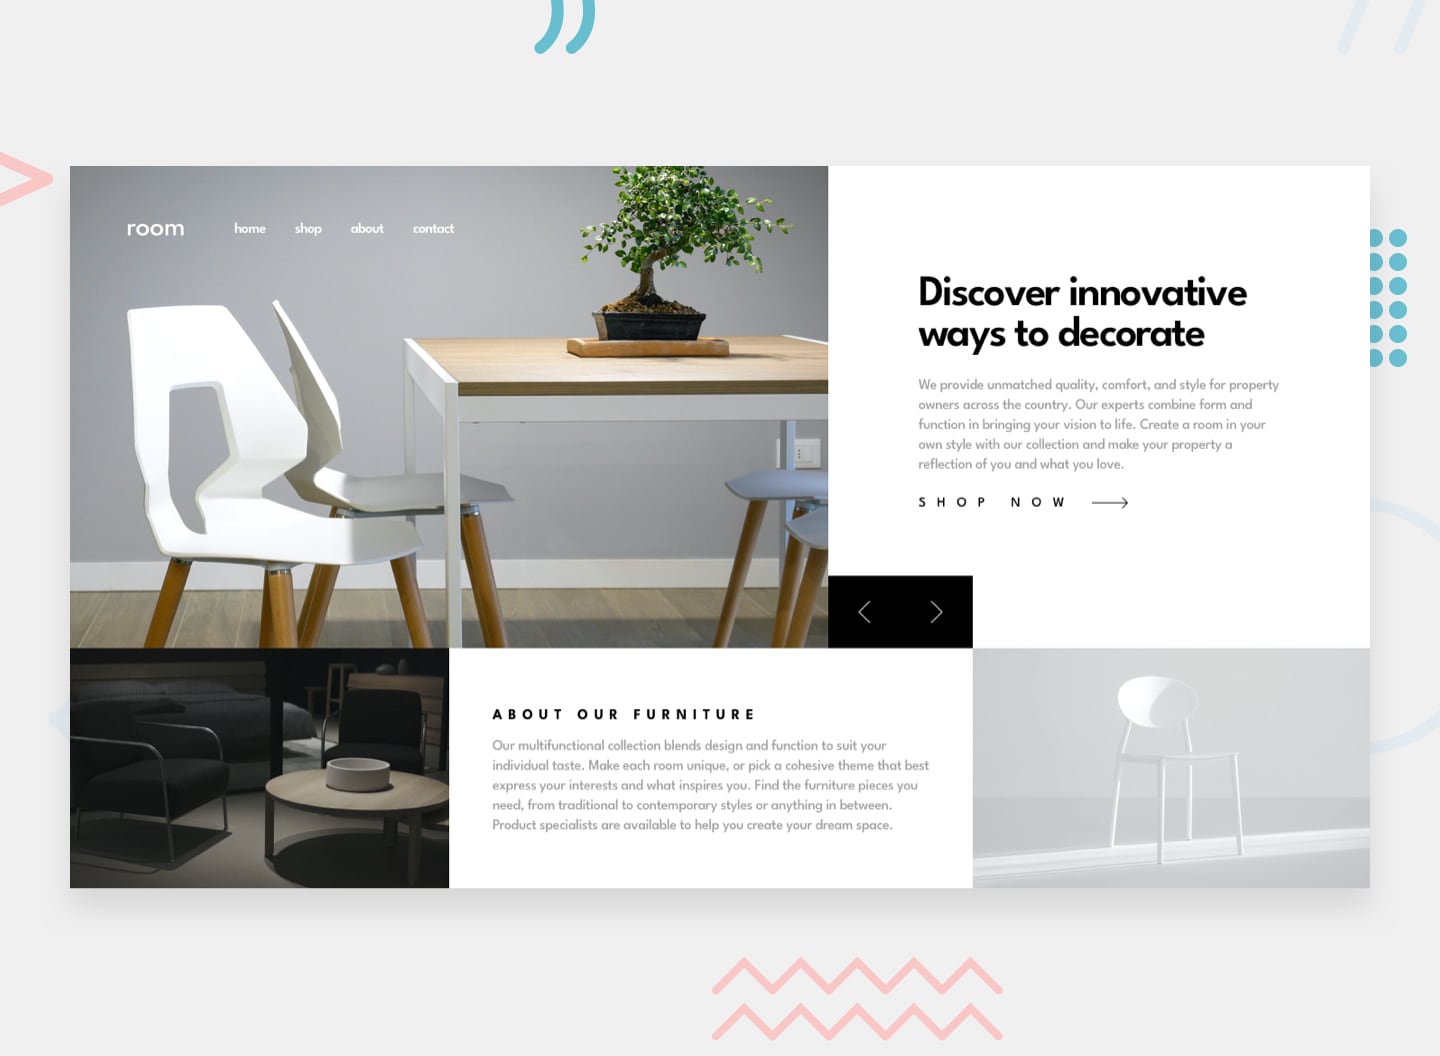 room
home shop about contact
Discover innovative
ways to decorate
We provide unmatched quality, comfort, and style for property
owners across the country. Our experts combine form and
function in bringing your vision to life. Create a room in your
own style with our collection and make your property a
reflection of you and what you love.
SHOP NOW
ABOUT OUR FURNITURE
Our multifunctional collection blends design and function to suit your
individual taste. Make each room unique, or pick a cohesive theme that best
express your interests and what inspires you. Find the furniture pieces you
need, from traditional to contemporary styles or anything in between.
Product specialists are available to help you create your dream space.